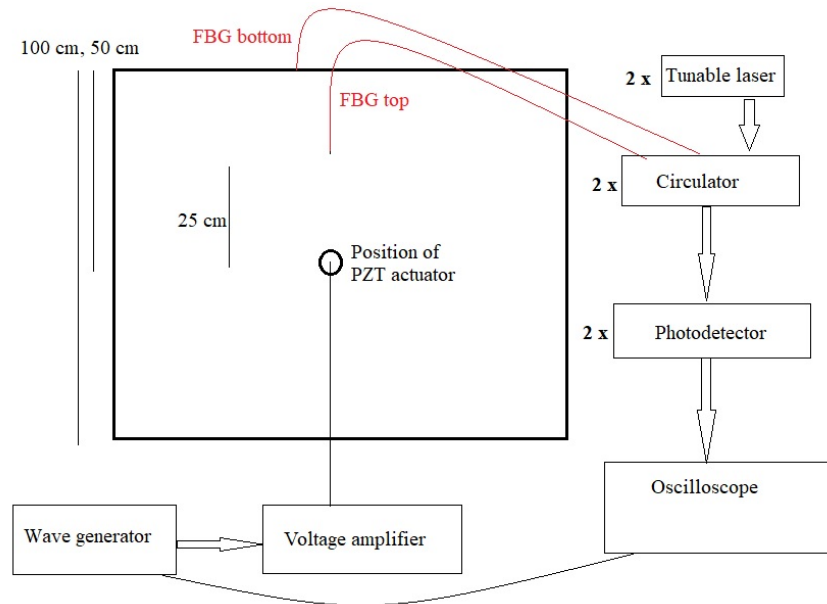 FBG bottom
100 cm, 50 cm
FBG top
2 x
Tunable laser
2 x
Circulator
25 cm
Position of
PZT actuator
2 x
Photodetector
Oscilloscope
Wave generator
Voltage amplifier